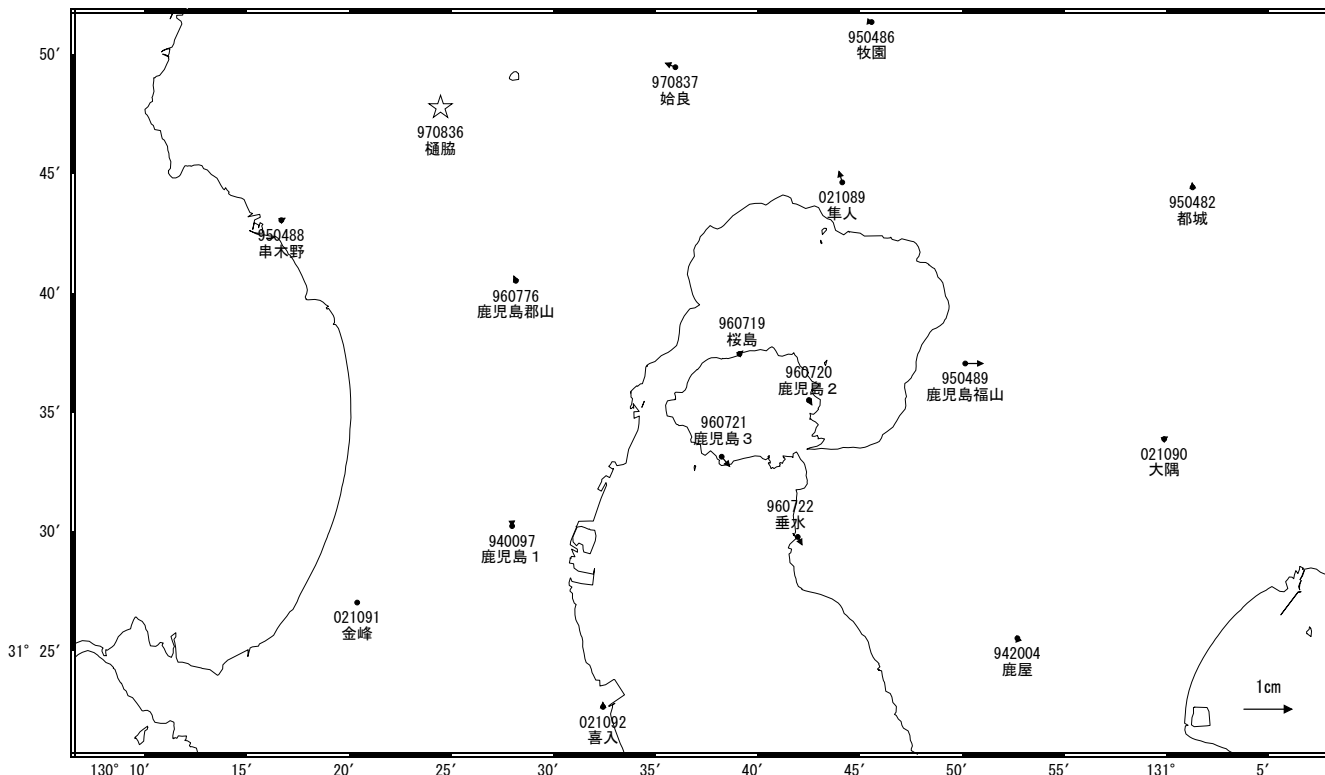 50′
950486
牧園
970837
姶良
970836
樋脇
45′
021089
隼人
950482
都城
950488
串木野
40′
960776
鹿児島郡山
960719
桜島
960720
鹿児島2
950489
鹿児島福山
35′
960721
鹿児島3
021090
大隅
960722
垂水
30′
940097
鹿児島1
021091
金峰
31° 25′
942004
鹿屋
1cm
021092
喜入
130° 10′ 15′ 20′ 25′ 30′ 35′ 40′ 45′ 50′ 55′ 131° 5′